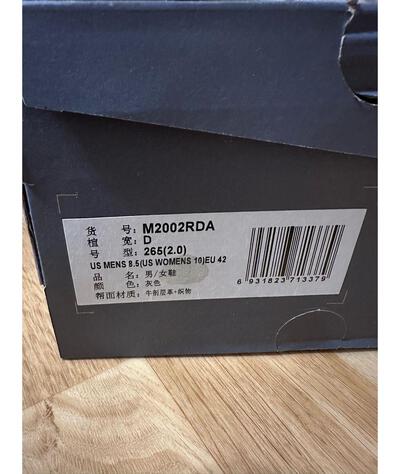 货 号: M2002RDA
楦 宽: D
号 型: 265(2.0)
US MENS 8.5(US WOMENS 10)EU 42
品 名: 男/女鞋
颜 色: 灰色
帮面材质: 牛剖层革+织物
6 931823 713379